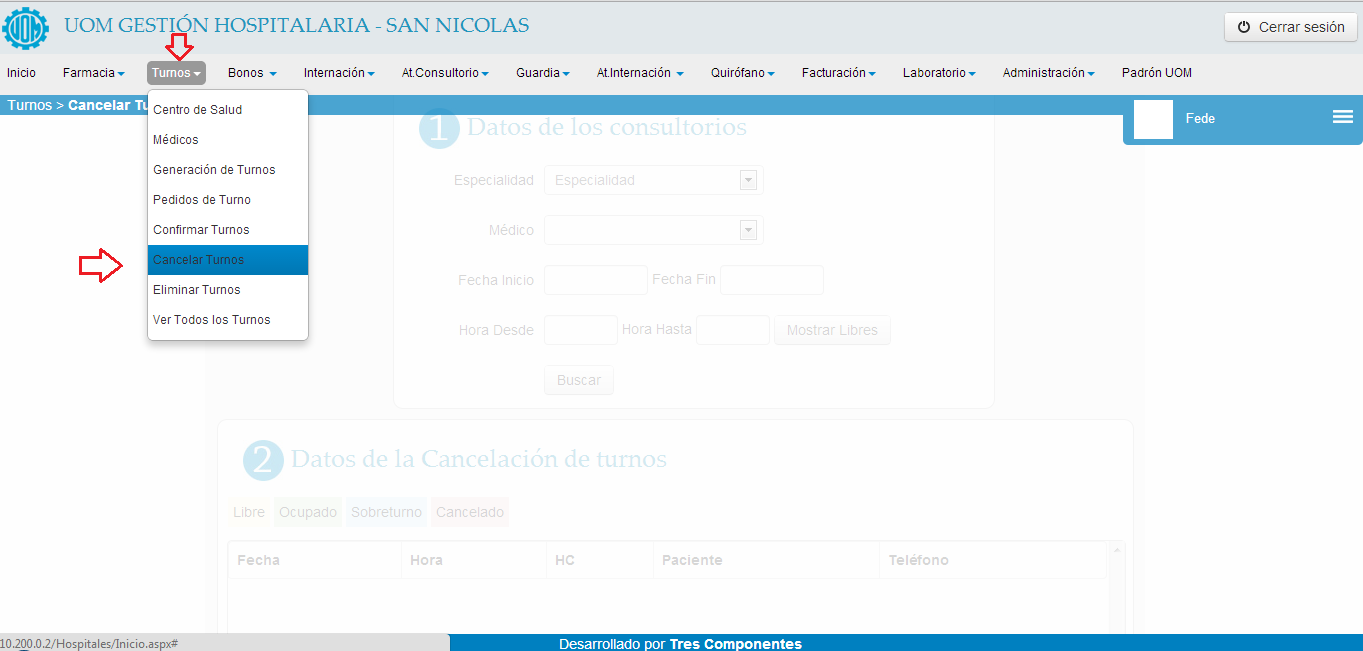 UOM
UOM GESTIÓN HOSPITALARIA - SAN NICOLAS
Cerrar sesión
Inicio Farmacia Turnos Bonos Internación At.Consultorio Guardia At.Internación Quirófano Facturación Laboratorio Administración Padrón UOM
Turnos > Cancelar Tu
Fede
Centro de Salud
Médicos
Generación de Turnos
Pedidos de Turno
Confirmar Turnos
Cancelar Turnos
Eliminar Turnos
Ver Todos los Turnos
1 Datos de los consultorios
Especialidad Especialidad
Médico
Fecha Inicio Fecha Fin
Hora Desde Hora Hasta Mostrar Libres
Buscar
2 Datos de la Cancelación de turnos
Libre Ocupado Sobreturno Cancelado
Fecha Hora HC Paciente Teléfono
10.200.0.2/Hospitales/Inicio.aspx#
Desarrollado por Tres Componentes